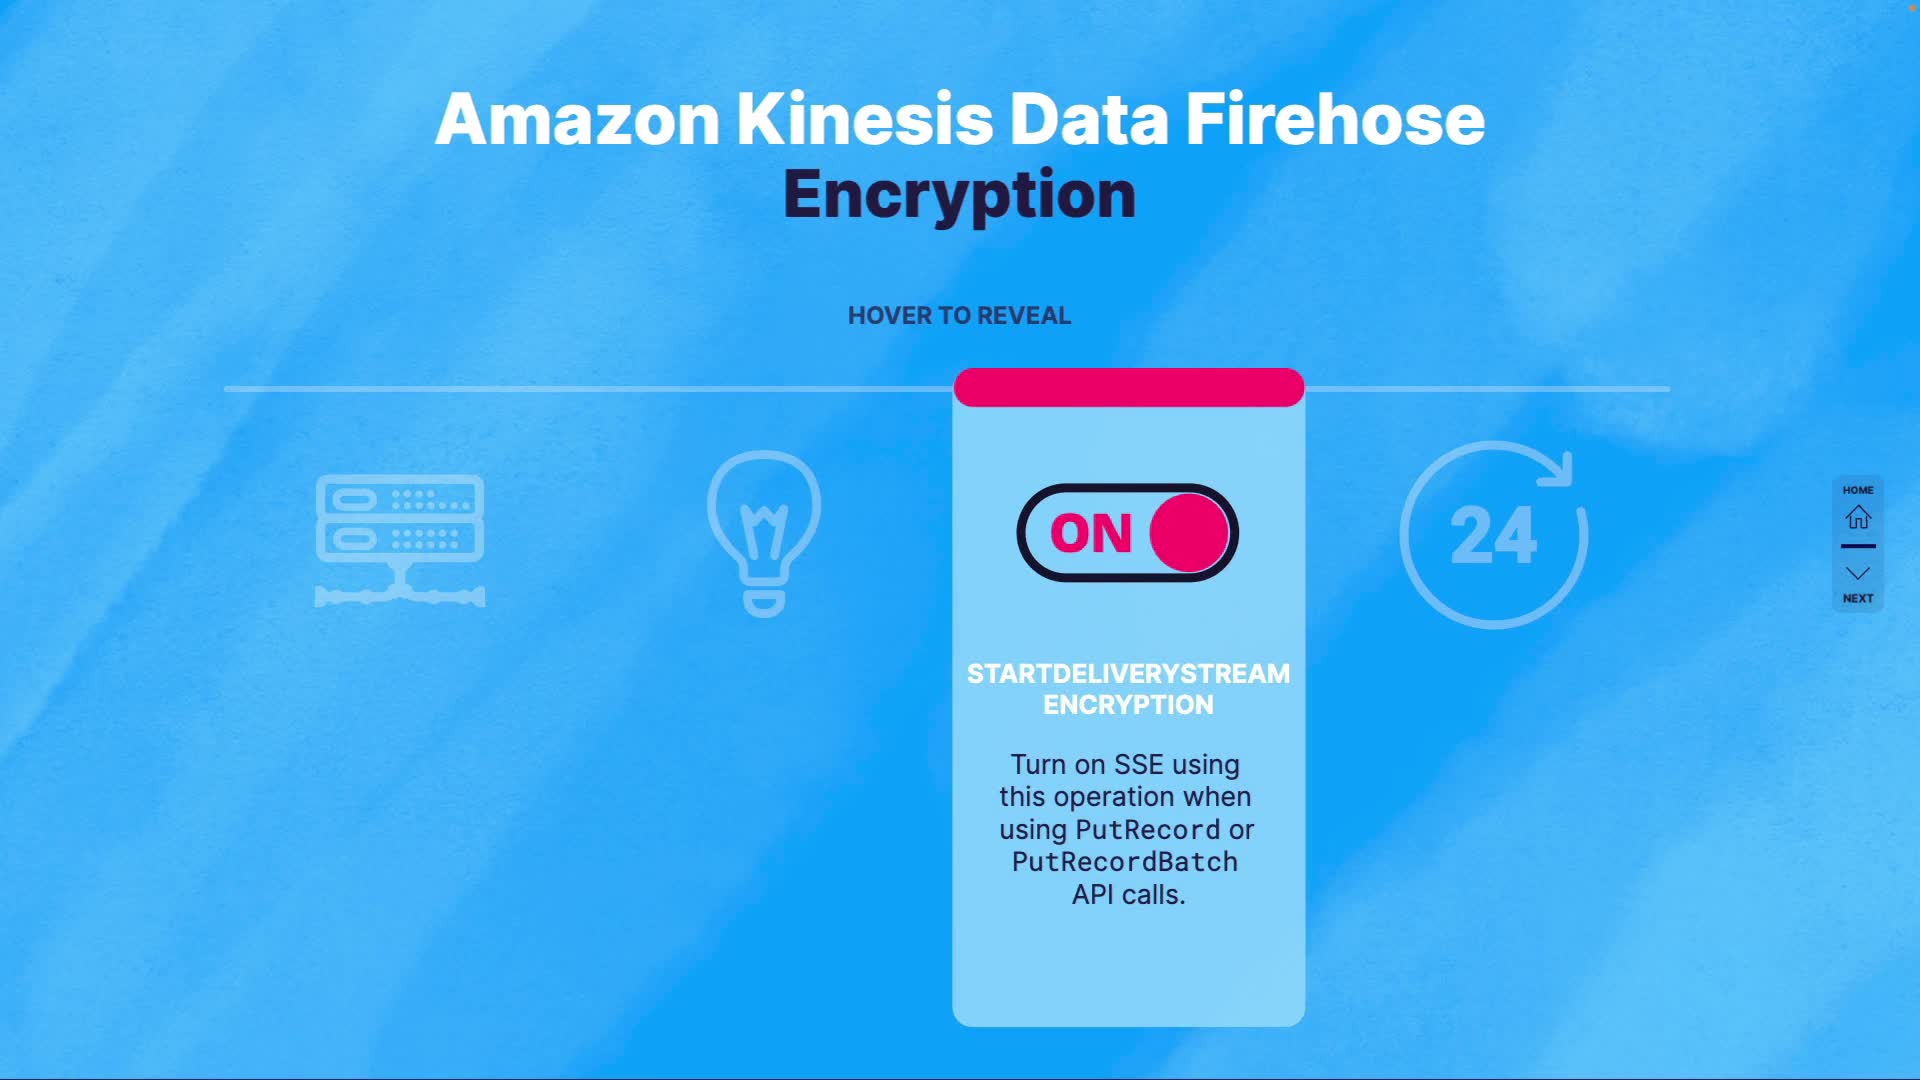 Amazon Kinesis Data Firehose
Encryption
HOVER TO REVEAL
ON
24
STARTDELIVERYSTREAM
ENCRYPTION
Turn on SSE using
this operation when
using PutRecord or
PutRecordBatch
API calls.
HOME
NEXT